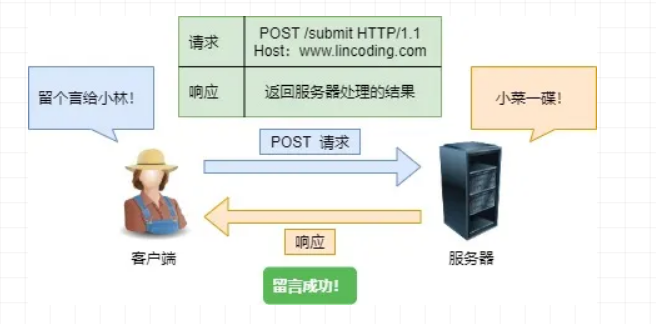 请求
POST /submit HTTP/1.1
Host：www.lincoding.com
响应
返回服务器处理的结果
留个言给小林！
小菜一碟！
POST 请求
响应
客户端
服务器
留言成功！